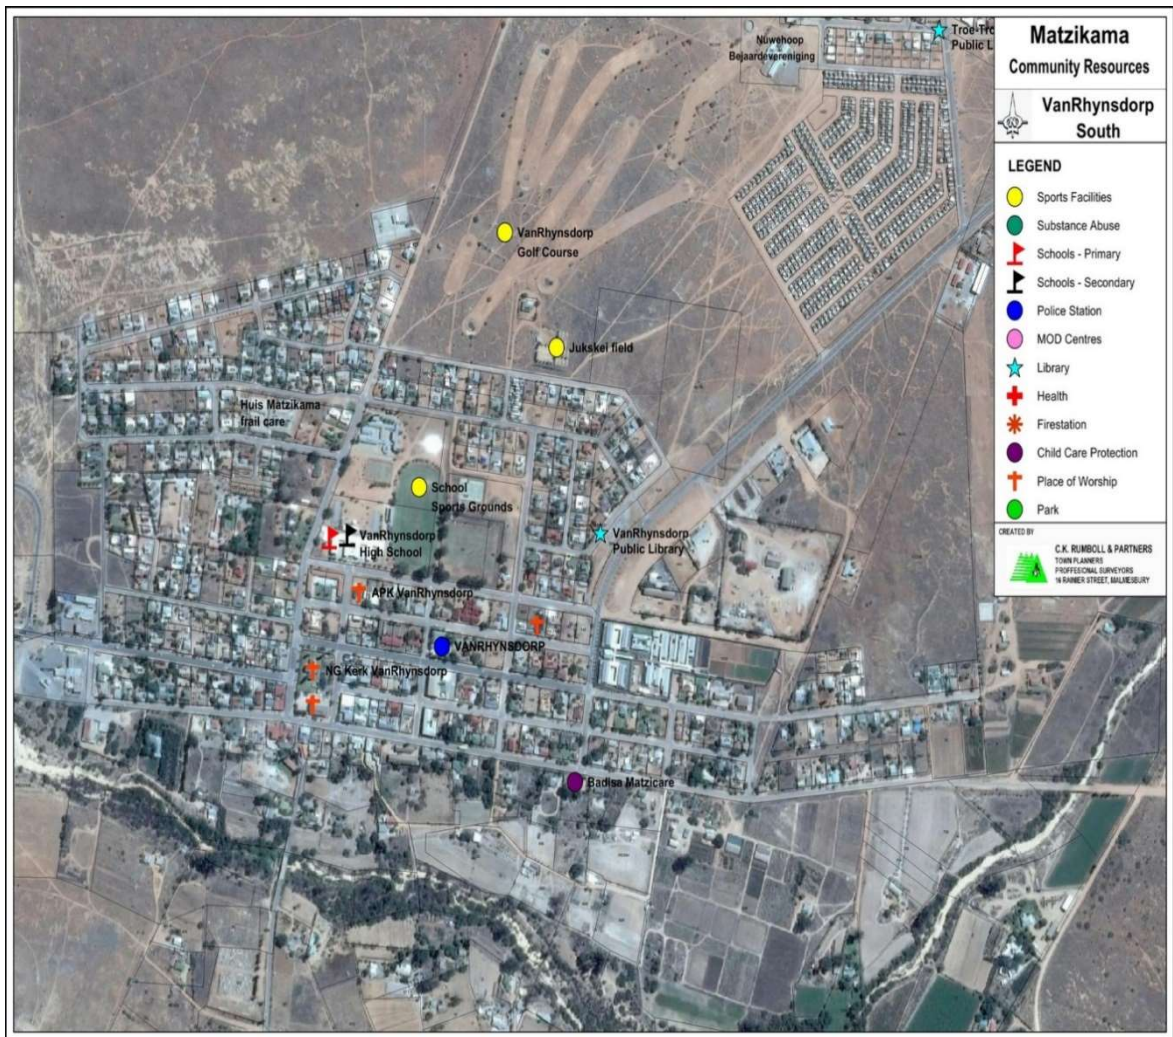 Nuwehoop
Bejaardevereniging
Troe-Tro
Public L
VanRhynsdorp
Golf Course
Jukskei field
Huis Matzikama
frail care
School
Sports Grounds
VanRhynsdorp
High School
VanRhynsdorp
Public Library
APK VanRhynsdorp
VANRHYNSDORP
NG Kerk VanRhynsdorp
Badisa Matzicare
Matzikama
Community Resources
VanRhynsdorp
South
LEGEND
Sports Facilities
Substance Abuse
Schools - Primary
Schools - Secondary
Police Station
MOD Centres
Library
Health
Firestation
Child Care Protection
Place of Worship
Park
CREATED BY
C.K. RUMBOLL & PARTNERS
TOWN PLANNERS
PROFFESIONAL SURVEYORS
16 RAINIER STREET, MALMESBURY